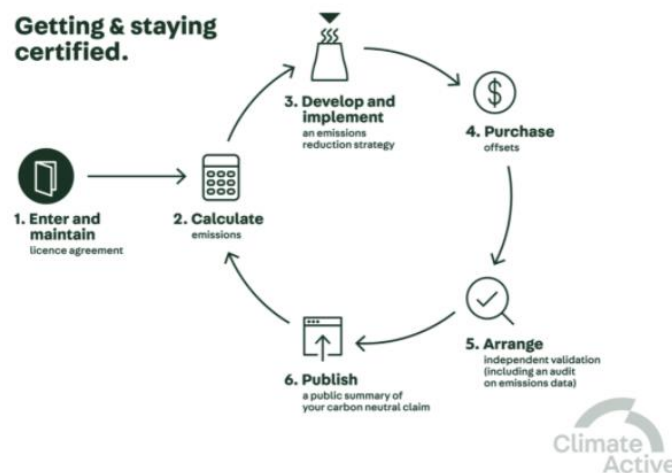 Getting & staying
certified.
1. Enter and
maintain
licence agreement
2. Calculate
emissions
3. Develop and
implement
an emissions
reduction strategy
$
4. Purchase
offsets
5. Arrange
independent validation
(including an audit
on emissions data)
6. Publish
a public summary of
your carbon neutral claim
Climate
Active